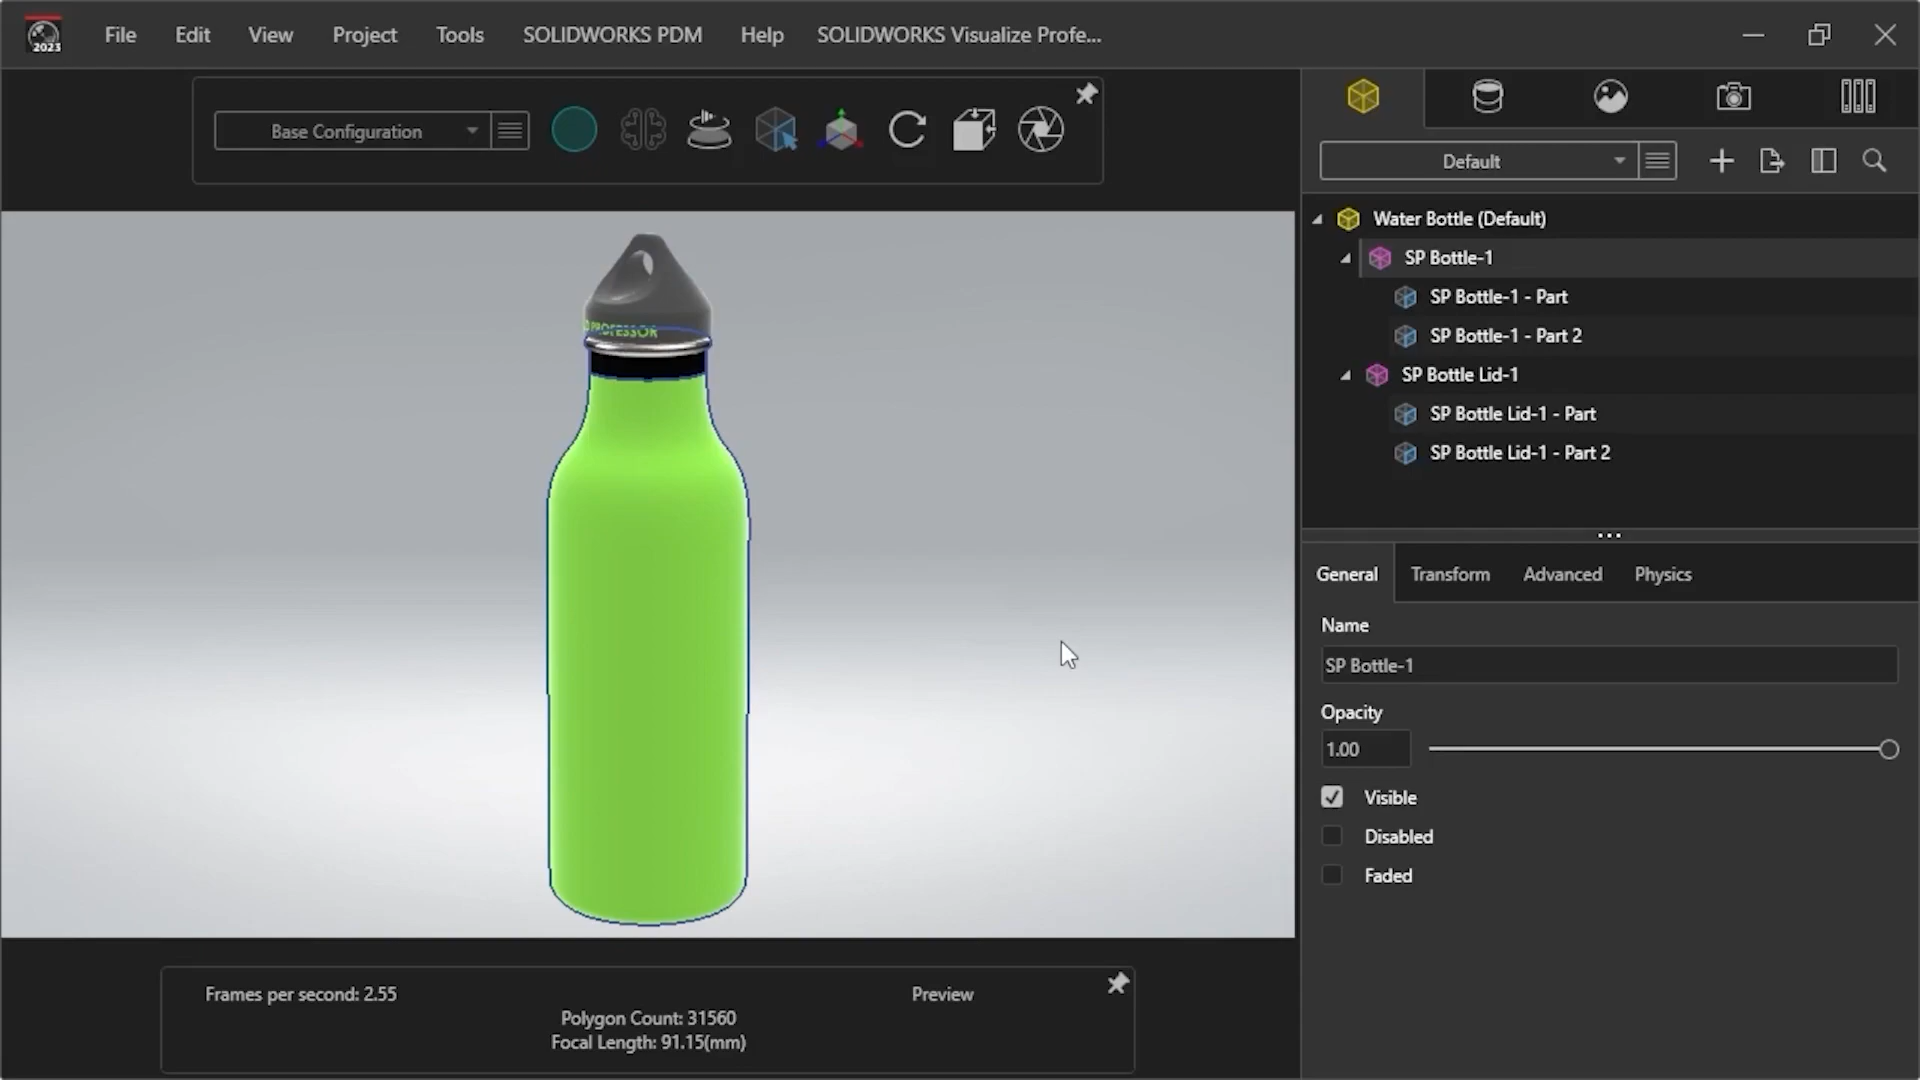 2023
File Edit View Project Tools SOLIDWORKS PDM Help SOLIDWORKS Visualize Profe...
Base Configuration
Default
Water Bottle (Default)
SP Bottle-1
SP Bottle-1 - Part
SP Bottle-1 - Part 2
SP Bottle Lid-1
SP Bottle Lid-1 - Part
SP Bottle Lid-1 - Part 2
PROFESSOR
General Transform Advanced Physics
Name
SP Bottle-1
Opacity
1.00
Visible
Disabled
Faded
Frames per second: 2.55
Preview
Polygon Count: 31560
Focal Length: 91.15(mm)